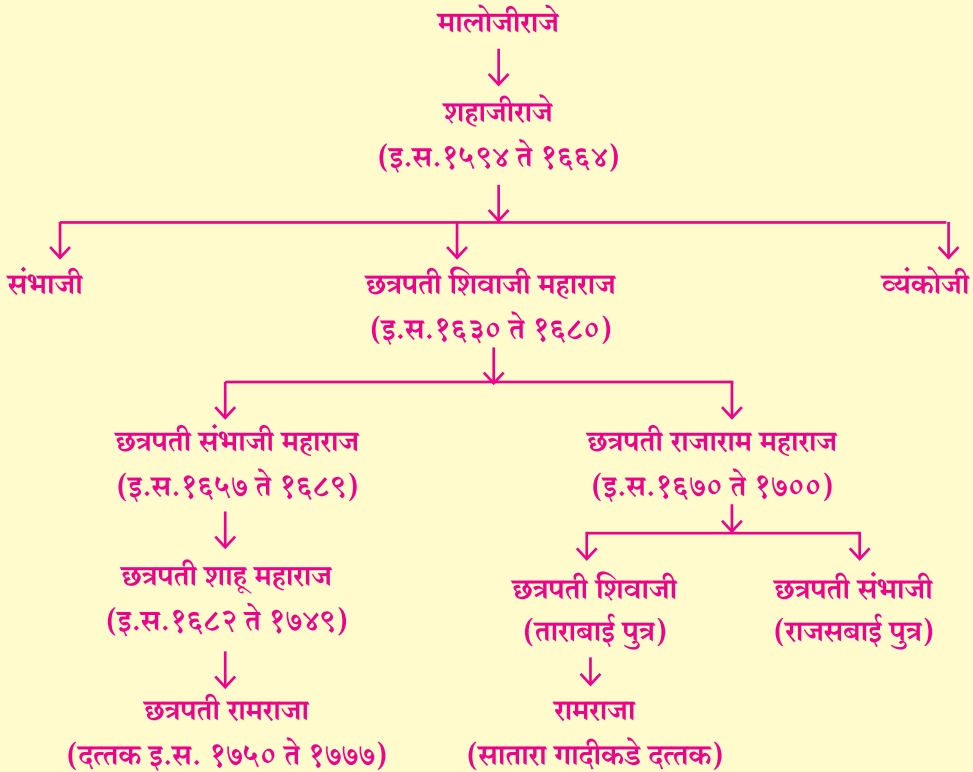 मालोजीराजे
शहाजीराजे
(इ.स.१५९४ ते १६६४)
संभाजी
छत्रपती शिवाजी महाराज
(इ.स.१६३० ते १६८०)
व्यंकोजी
छत्रपती संभाजी महाराज
(इ.स.१६५७ ते १६८९)
छत्रपती राजाराम महाराज
(इ.स.१६७० ते १७००)
छत्रपती शाहू महाराज
(इ.स.१६८२ ते १७४९)
छत्रपती शिवाजी
(ताराबाई पुत्र)
छत्रपती संभाजी
(राजसबाई पुत्र)
छत्रपती रामराजा
(दत्तक इ.स. १७५० ते १७७७)
रामराजा
(सातारा गादीकडे दत्तक)